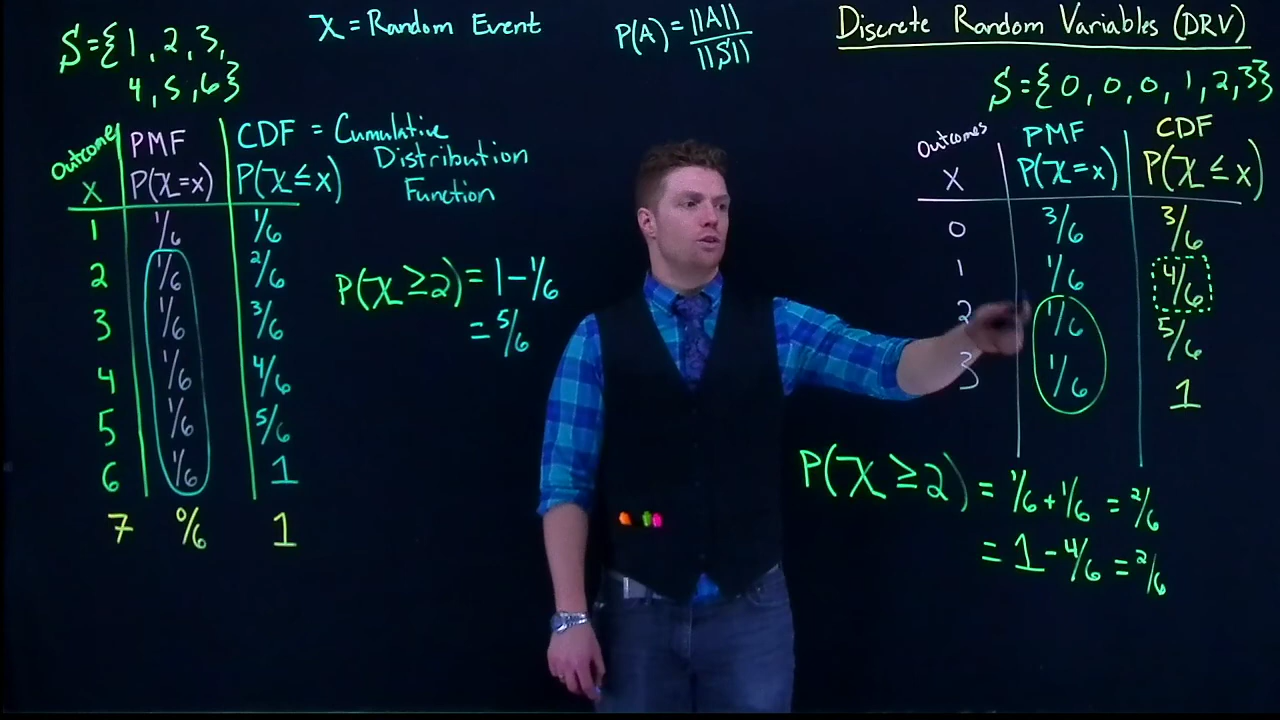 S={1, 2, 3,
4, 5, 6}
X = Random Event
P(A) = ||A|| / ||S||
Discrete Random Variables (DRV)
S={0, 0, 0, 1, 2, 3}
Outcome PMF CDF = Cumulative
Distribution
Function
X P(X=x) P(X≤x)
1 1/6 1/6
2 1/6 2/6
3 1/6 3/6
4 1/6 4/6
5 1/6 5/6
6 1/6 1
7 0/6 1
P(X≥2) = 1 - 1/6
= 5/6
Outcomes PMF CDF
X P(X=x) P(X≤x)
0 3/6 3/6
1 1/6 4/6
2 1/6 5/6
3 1/6 1
P(X≥2) = 1/6 + 1/6 = 2/6
= 1 - 4/6 = 2/6